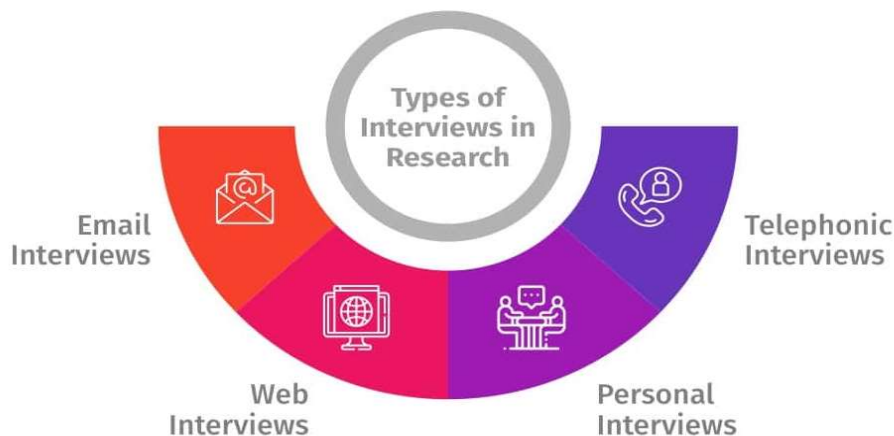 Types of
Interviews in
Research
Email
Interviews
Web
Interviews
Personal
Interviews
Telephonic
Interviews